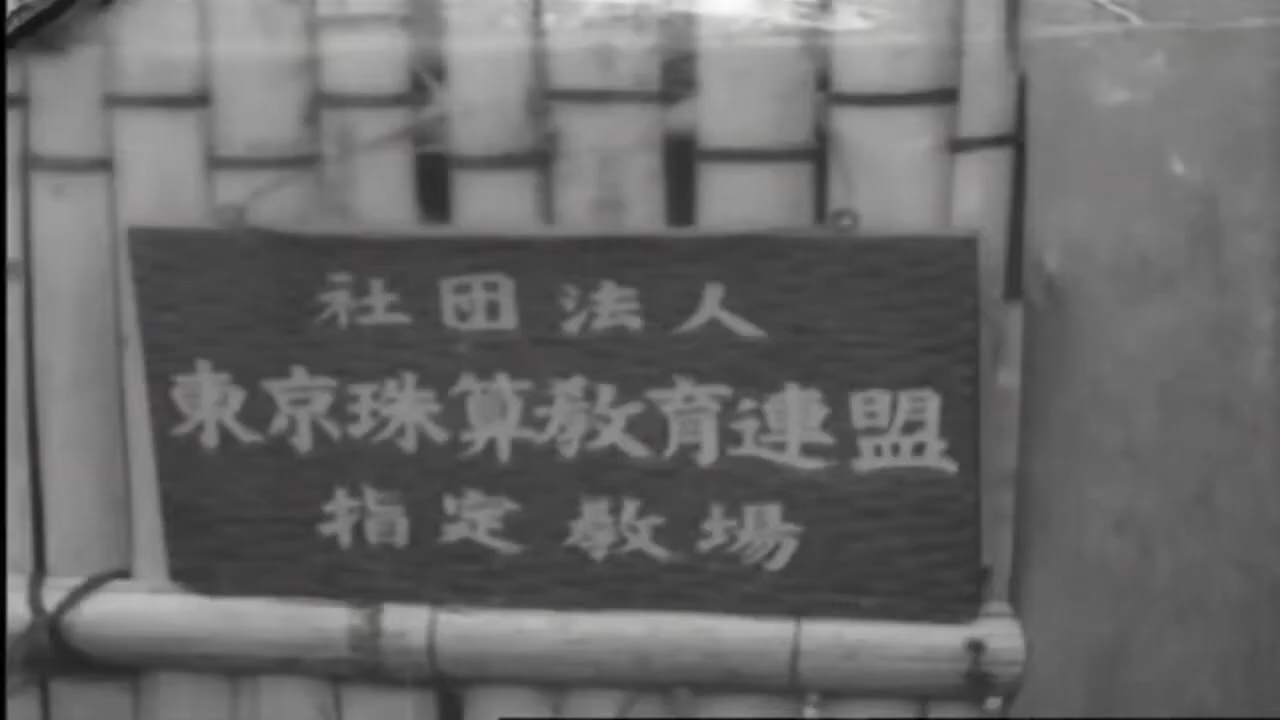 社団法人
東京珠算教育連盟
指定教場